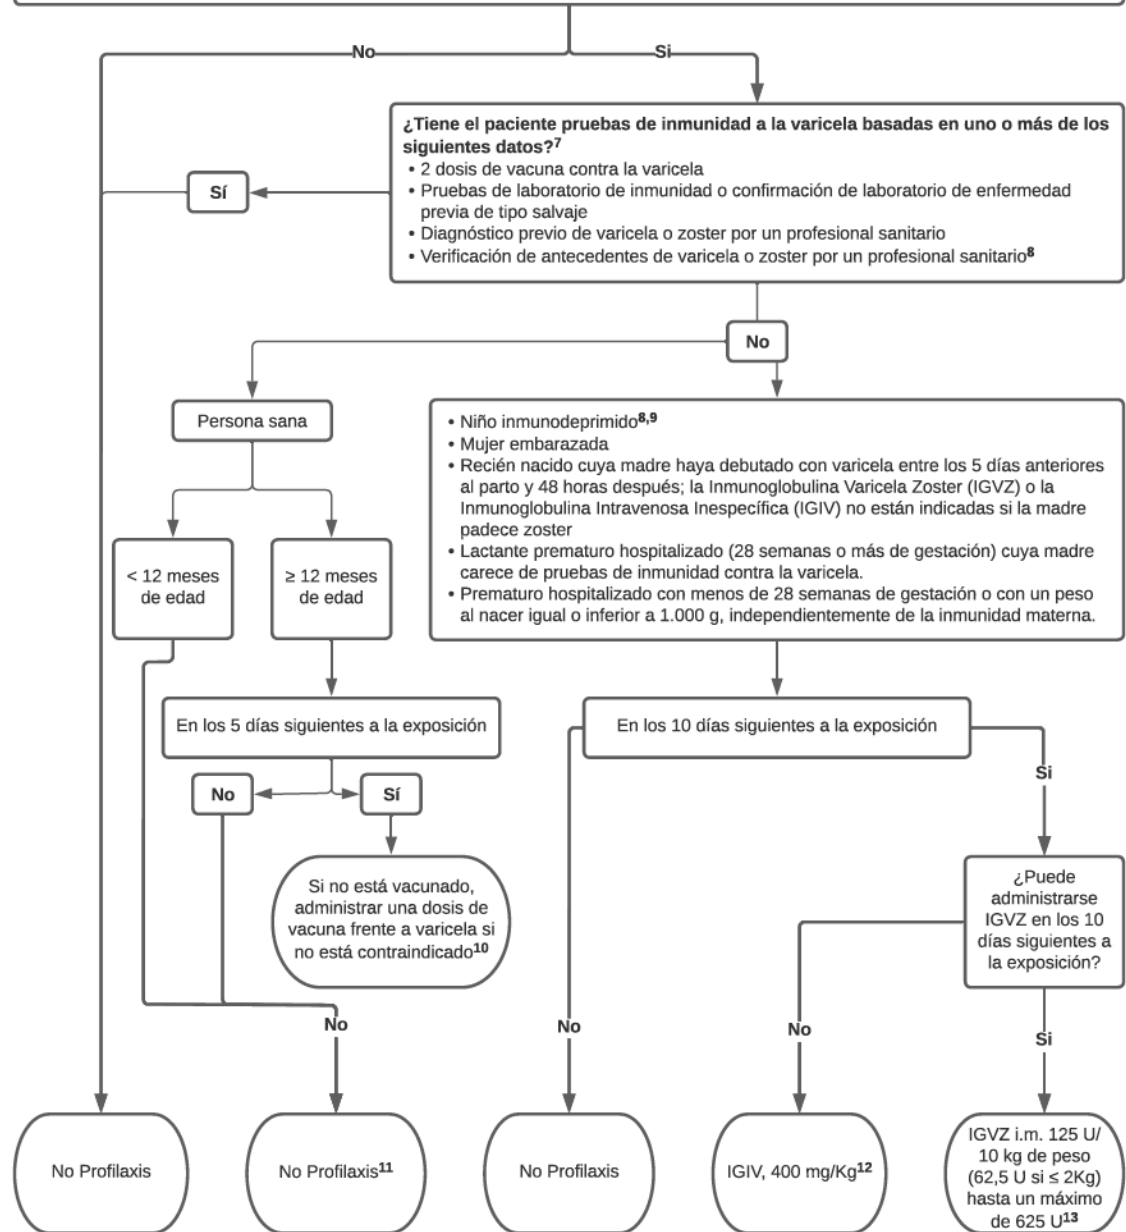 No
Si
¿Tiene el paciente pruebas de inmunidad a la varicela basadas en uno o más de los
siguientes datos?7
• 2 dosis de vacuna contra la varicela
• Pruebas de laboratorio de inmunidad o confirmación de laboratorio de enfermedad
previa de tipo salvaje
• Diagnóstico previo de varicela o zoster por un profesional sanitario
• Verificación de antecedentes de varicela o zoster por un profesional sanitario8
Sí
No
Persona sana
• Niño inmunodeprimido8,9
• Mujer embarazada
• Recién nacido cuya madre haya debutado con varicela entre los 5 días anteriores
al parto y 48 horas después; la Inmunoglobulina Varicela Zoster (IGVZ) o la
Inmunoglobulina Intravenosa Inespecífica (IGIV) no están indicadas si la madre
padece zoster
• Lactante prematuro hospitalizado (28 semanas o más de gestación) cuya madre
carece de pruebas de inmunidad contra la varicela.
• Prematuro hospitalizado con menos de 28 semanas de gestación o con un peso
al nacer igual o inferior a 1.000 g, independientemente de la inmunidad materna.
< 12 meses
de edad
≥ 12 meses
de edad
En los 5 días siguientes a la exposición
En los 10 días siguientes a la exposición
No
Sí
Si
Si no está vacunado,
administrar una dosis de
vacuna frente a varicela si
no está contraindicado10
¿Puede
administrarse
IGVZ en los 10
días siguientes a
la exposición?
No
No
No
Si
No Profilaxis
No Profilaxis11
No Profilaxis
IGIV, 400 mg/Kg12
IGVZ i.m. 125 U/
10 kg de peso
(62,5 U si ≤ 2Kg)
hasta un máximo
de 625 U13